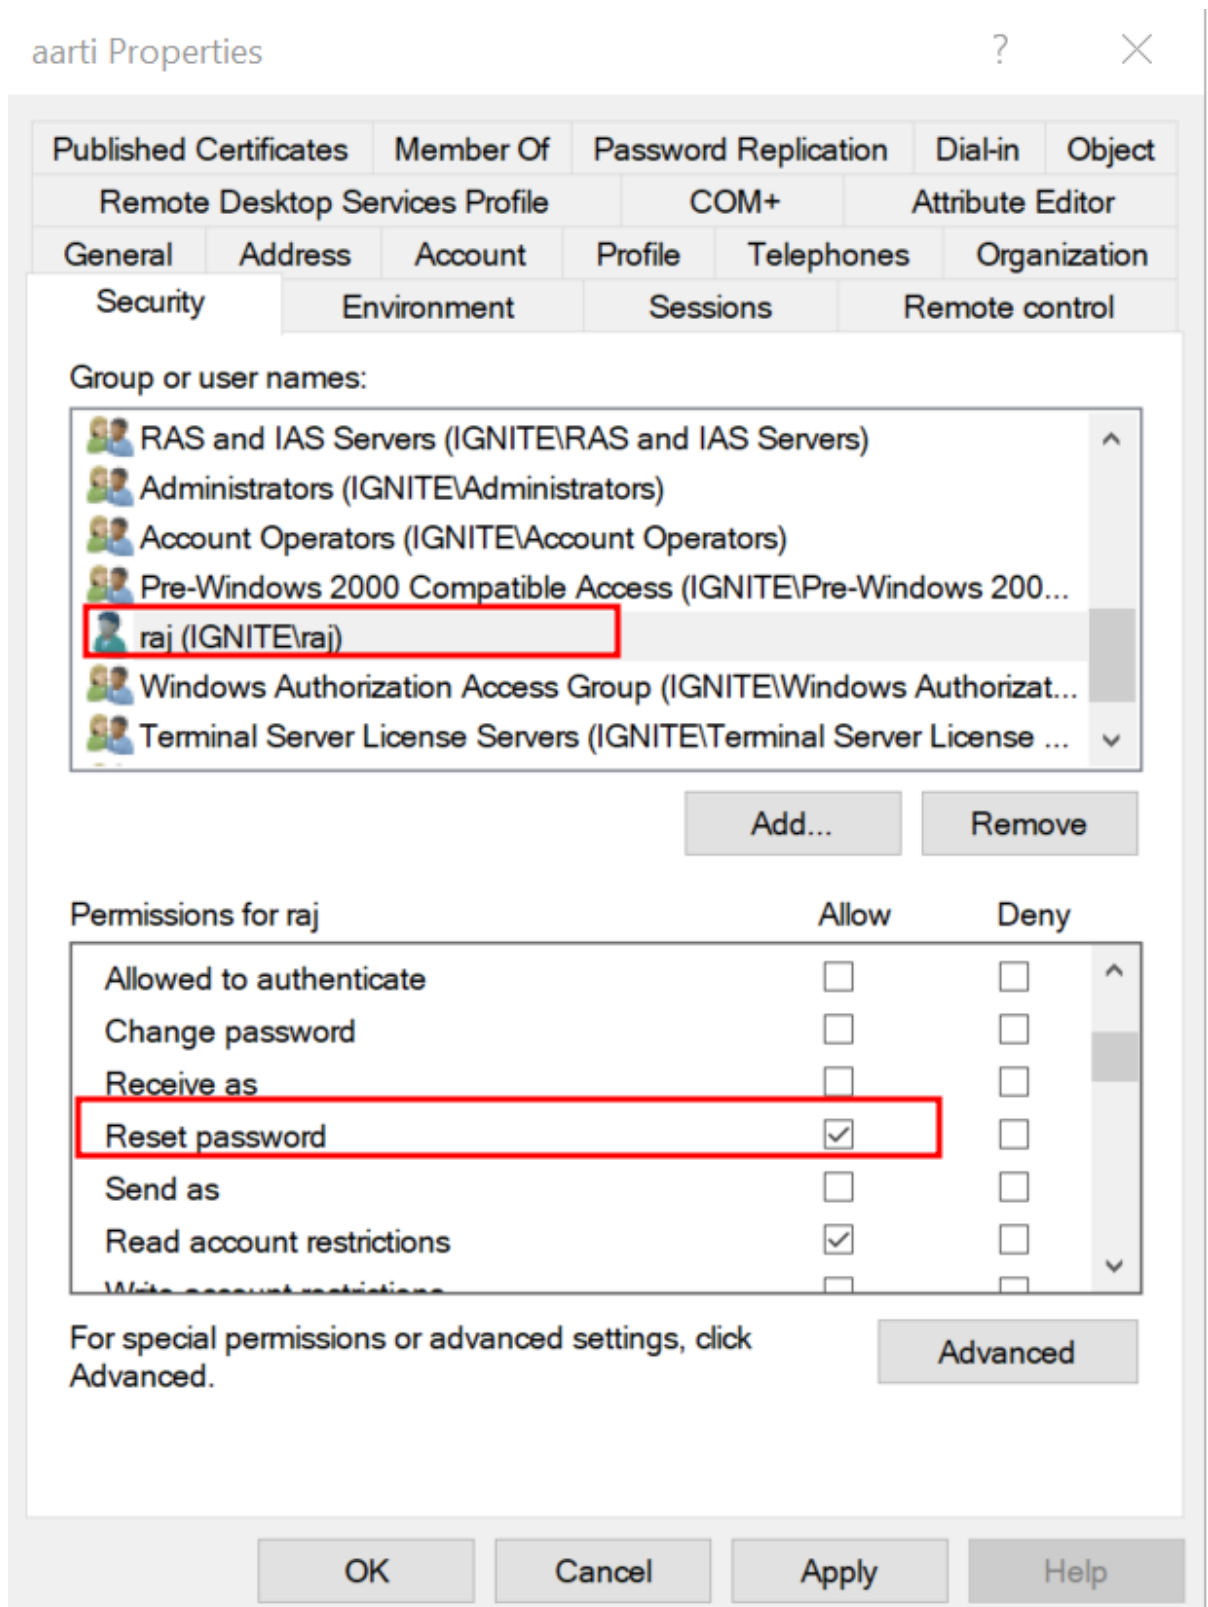 aarti Properties ?
Published Certificates Member Of Password Replication Dial-in Object
Remote Desktop Services Profile COM+ Attribute Editor
General Address Account Profile Telephones Organization
Security Environment Sessions Remote control
Group or user names:
RAS and IAS Servers (IGNITE\RAS and IAS Servers)
Administrators (IGNITE\Administrators)
Account Operators (IGNITE\Account Operators)
Pre-Windows 2000 Compatible Access (IGNITE\Pre-Windows 200...
raj (IGNITE\raj)
Windows Authorization Access Group (IGNITE\Windows Authorizat...
Terminal Server License Servers (IGNITE\Terminal Server License ...
Add... Remove
Permissions for raj Allow Deny
Allowed to authenticate
Change password
Receive as
Reset password
Send as
Read account restrictions
Write account restrictions
For special permissions or advanced settings, click
Advanced.
Advanced
OK Cancel Apply Help